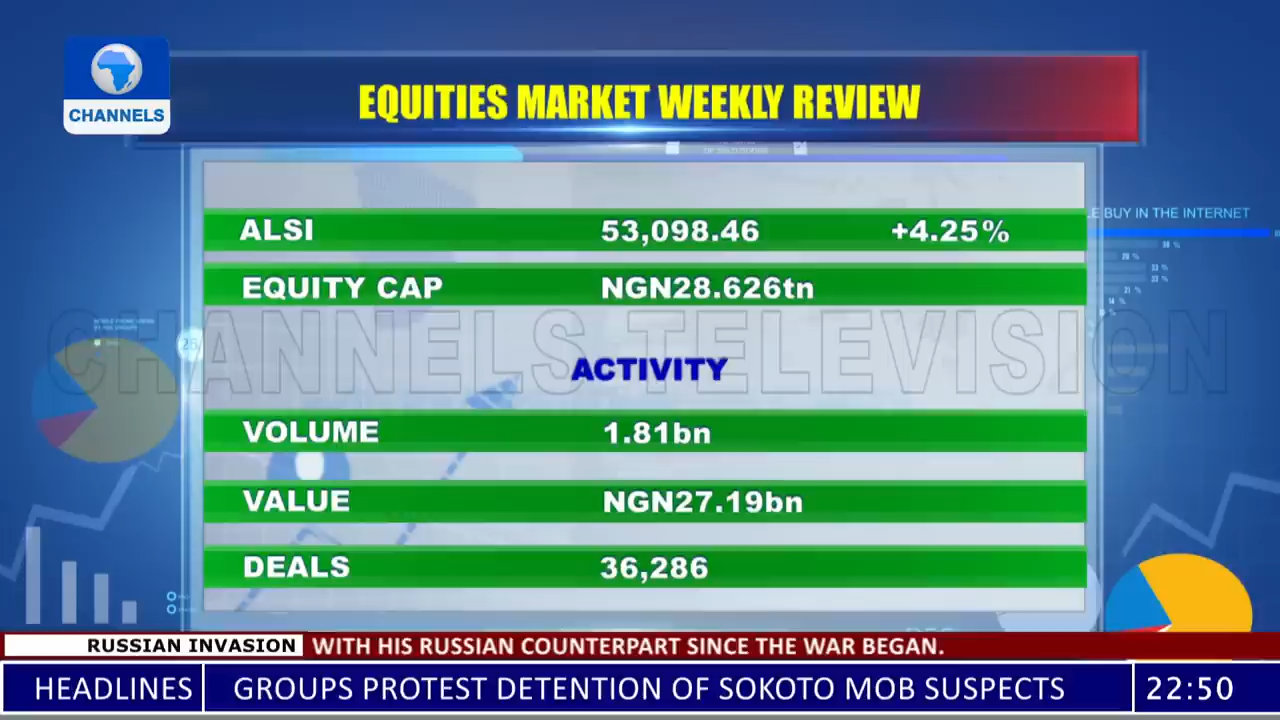 CHANNELS
EQUITIES MARKET WEEKLY REVIEW
ALSI 53,098.46 +4.25%
E BUY IN THE INTERNET
EQUITY CAP NGN28.626tn
CHANNELS TELEVISION
ACTIVITY
VOLUME 1.81bn
VALUE NGN27.19bn
DEALS 36,286
RUSSIAN INVASION WITH HIS RUSSIAN COUNTERPART SINCE THE WAR BEGAN.
HEADLINES GROUPS PROTEST DETENTION OF SOKOTO MOB SUSPECTS 22:50